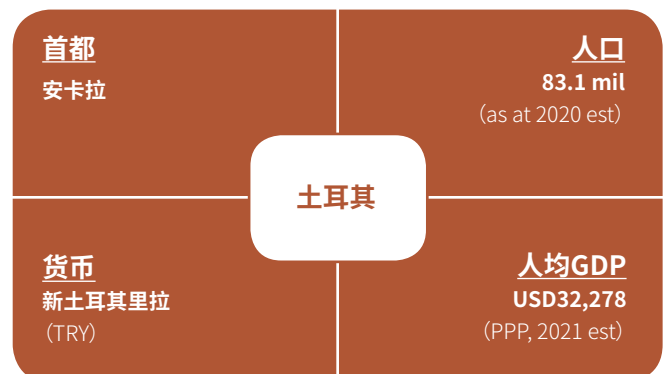 首都
安卡拉
人口
83.1 mil
（as at 2020 est）
土耳其
货币
新土耳其里拉
（TRY）
人均GDP
USD32,278
（PPP, 2021 est）